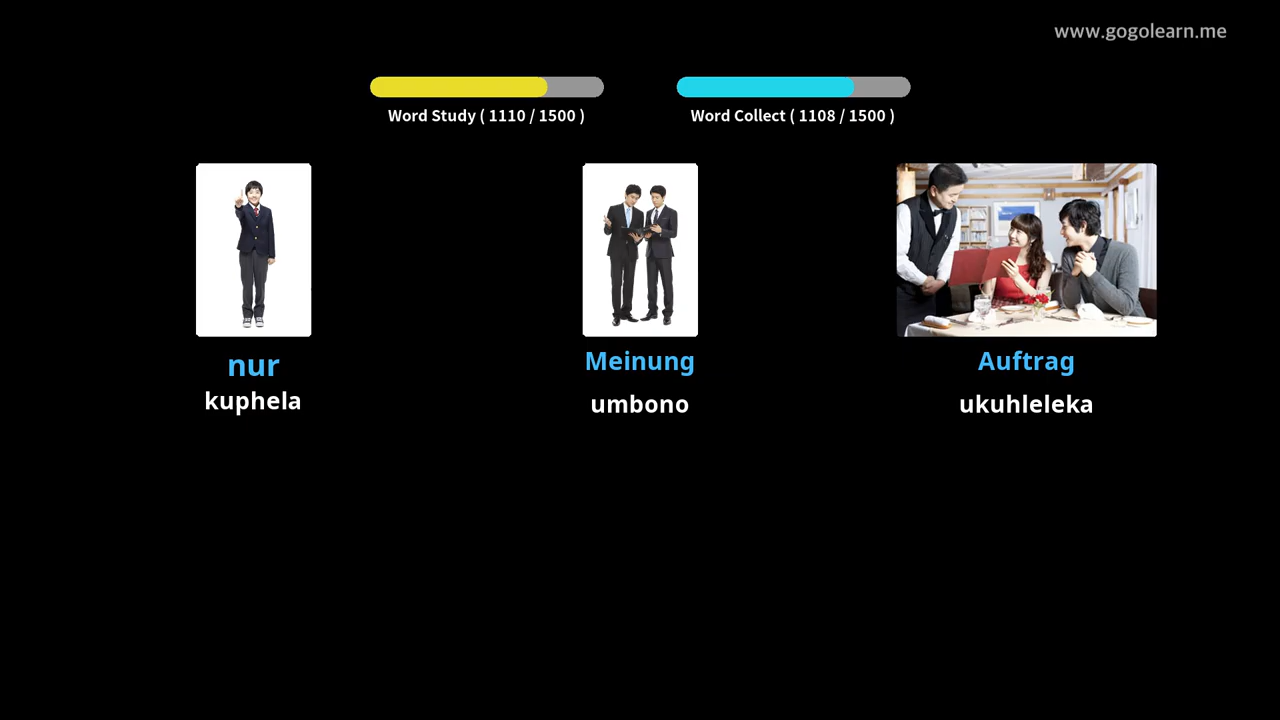 www.gogolearn.me
Word Study ( 1110 / 1500 )
Word Collect ( 1108 / 1500 )
nur
kuphela
Meinung
umbono
Auftrag
ukuhleleka